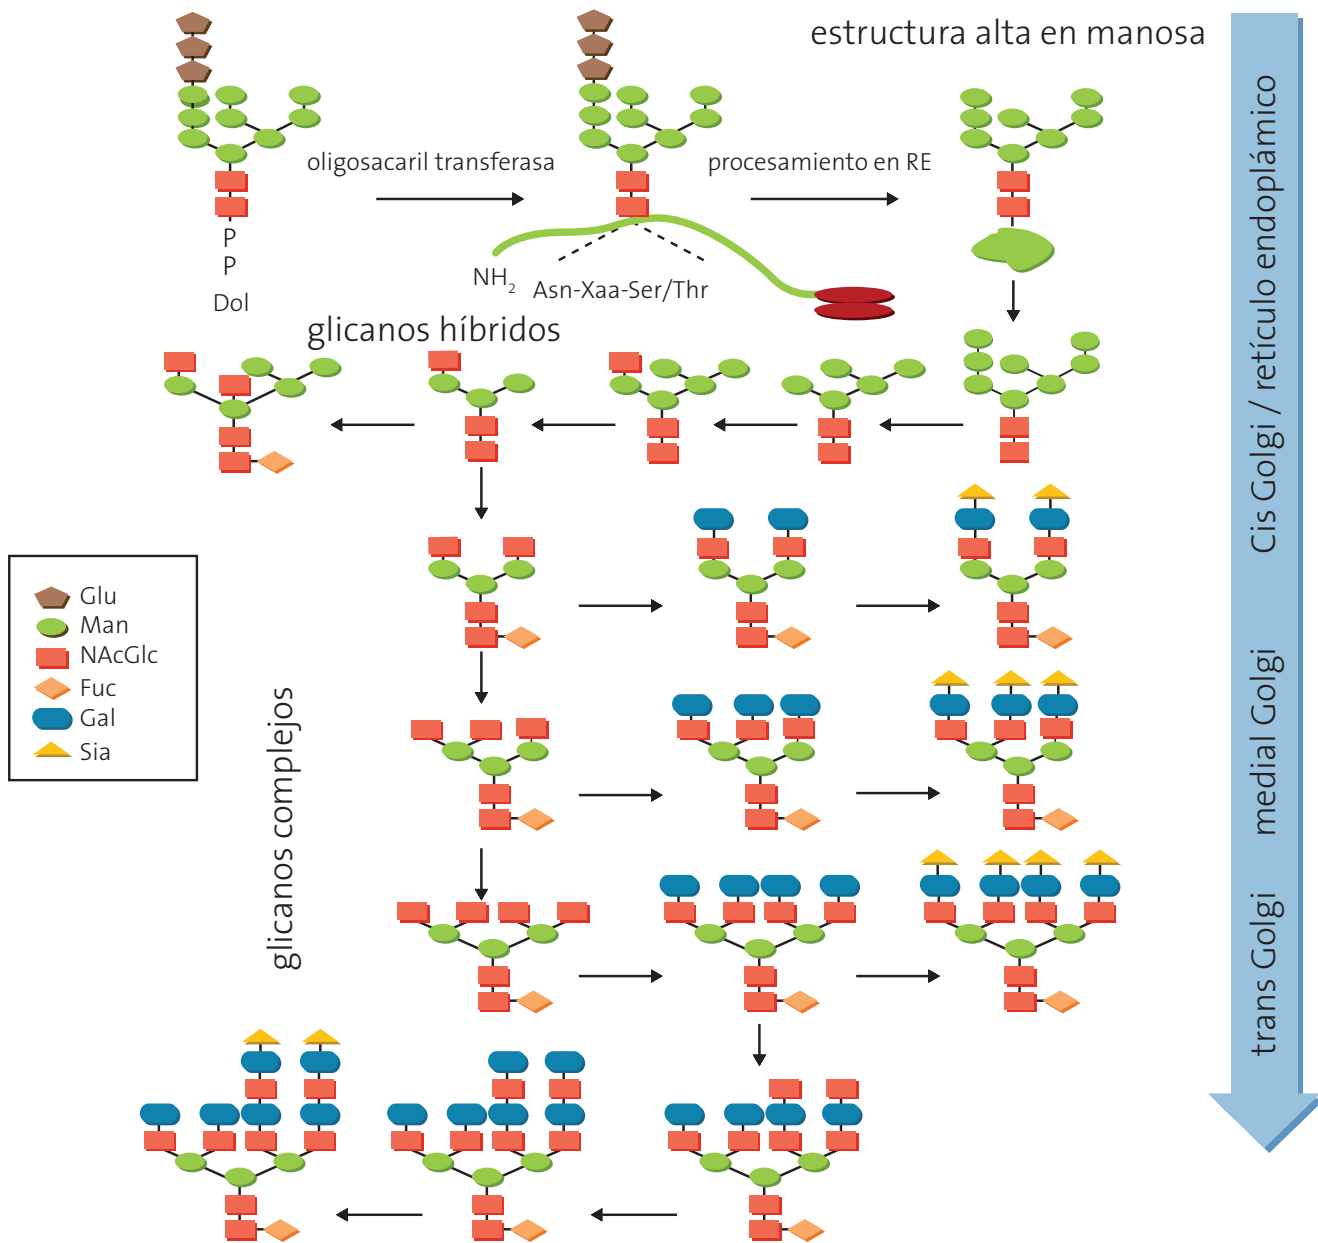 estructura alta en manosa
oligosacaril transferasa
procesamiento en RE
P
P
Dol
NH₂
Asn-Xaa-Ser/Thr
glicanos híbridos
Glu
Man
NAcGlc
Fuc
Gal
Sia
glicanos complejos
Cis Golgi / retículo endoplámico
medial Golgi
trans Golgi